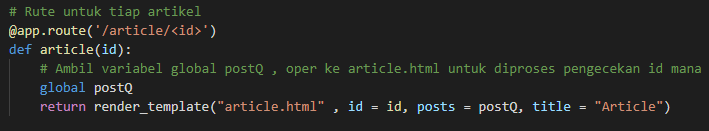 # Rute untuk tiap artikel
@app.route('/article/<id>')
def article(id):
# Ambil variabel global postQ , oper ke article.html untuk diproses pengecekan id mana
global postQ
return render_template("article.html" , id = id, posts = postQ, title = "Article")